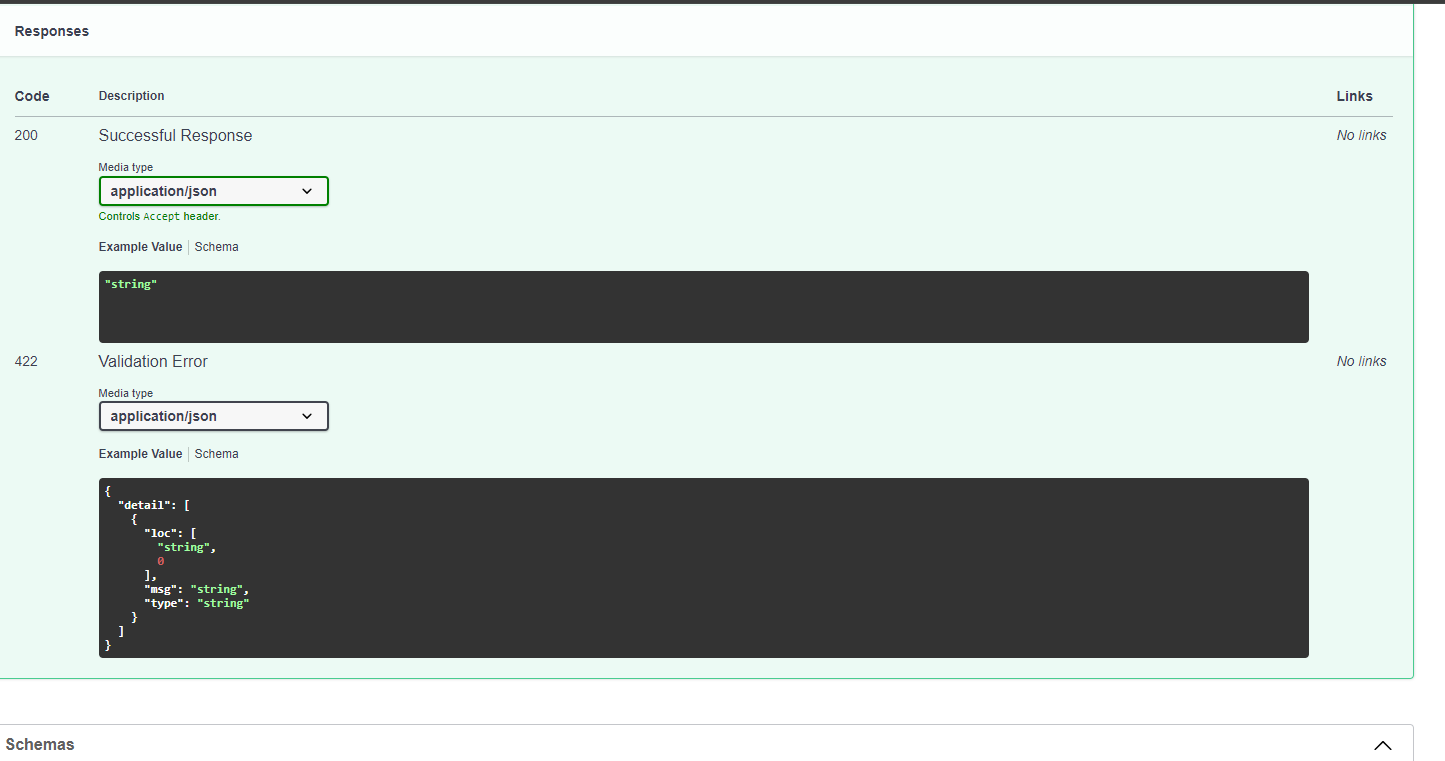 Responses
Code Description Links
200 Successful Response No links
Media type
application/json
Controls Accept header.
Example Value Schema
"string"
422 Validation Error No links
Media type
application/json
Example Value Schema
{
  "detail": [
    {
      "loc": [
        "string",
        0
      ],
      "msg": "string",
      "type": "string"
    }
  ]
}
Schemas